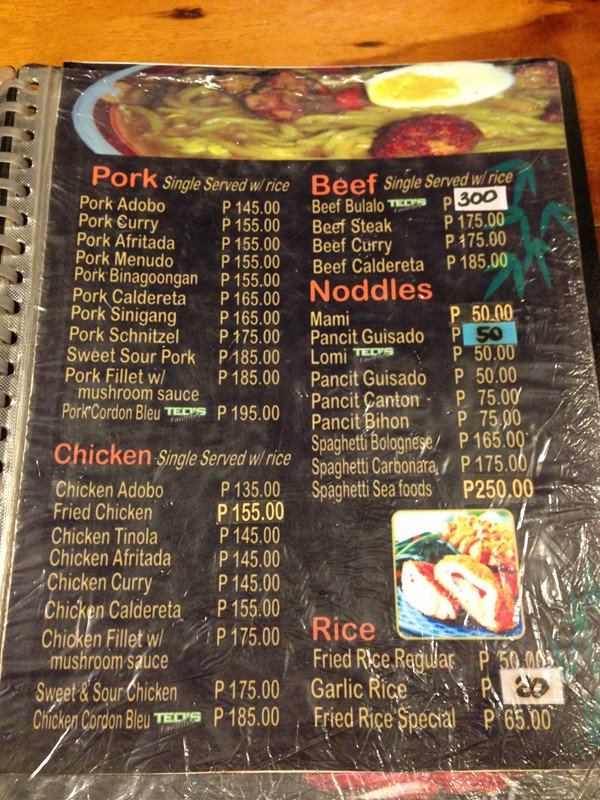 Pork Single Served w/ rice
Pork Adobo P 145.00
Pork Curry P 155.00
Pork Afritada P 155.00
Pork Menudo P 155.00
Pork Binagoongan P 155.00
Pork Caldereta P 165.00
Pork Sinigang P 165.00
Pork Schnitzel P 175.00
Sweet Sour Pork P 185.00
Pork Fillet w/ P 185.00
mushroom sauce
Pork Cordon Bleu TED'S Favorites P 195.00
Chicken Single Served w/ rice
Chicken Adobo P 135.00
Fried Chicken P 155.00
Chicken Tinola P 145.00
Chicken Afritada P 145.00
Chicken Curry P 145.00
Chicken Caldereta P 155.00
Chicken Fillet w/ P 175.00
mushroom sauce
Sweet & Sour Chicken P 175.00
Chicken Cordon Bleu TED'S Favorites P 185.00
Beef Single Served w/ rice
Beef Bulalo TED'S Favorites P 300
Beef Steak P 175.00
Beef Curry P 175.00
Beef Caldereta P 185.00
Noddles
Mami P 50.00
Pancit Guisado P 50
Lomi TED'S P 50.00
Pancit Guisado P 50.00
Pancit Canton P 75.00
Pancit Bihon P 75.00
Spaghetti Bolognese P 165.00
Spaghetti Carbonara P 175.00
Spaghetti Sea foods P250.00
Rice
Fried Rice Regular P 50.00
Garlic Rice P
Fried Rice Special P 65.00